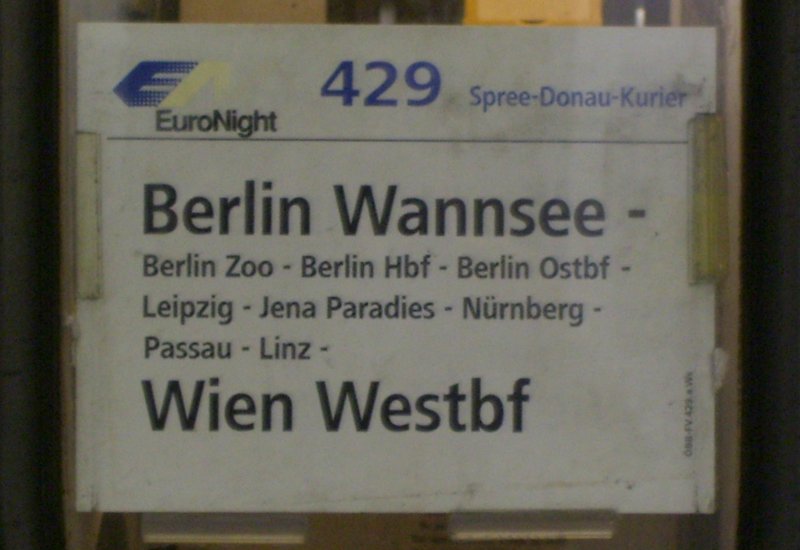 429 Spree-Donau-Kurier
EuroNight
Berlin Wannsee -
Berlin Zoo - Berlin Hbf - Berlin Ostbf -
Leipzig - Jena Paradies - Nürnberg -
Passau - Linz -
Wien Westbf